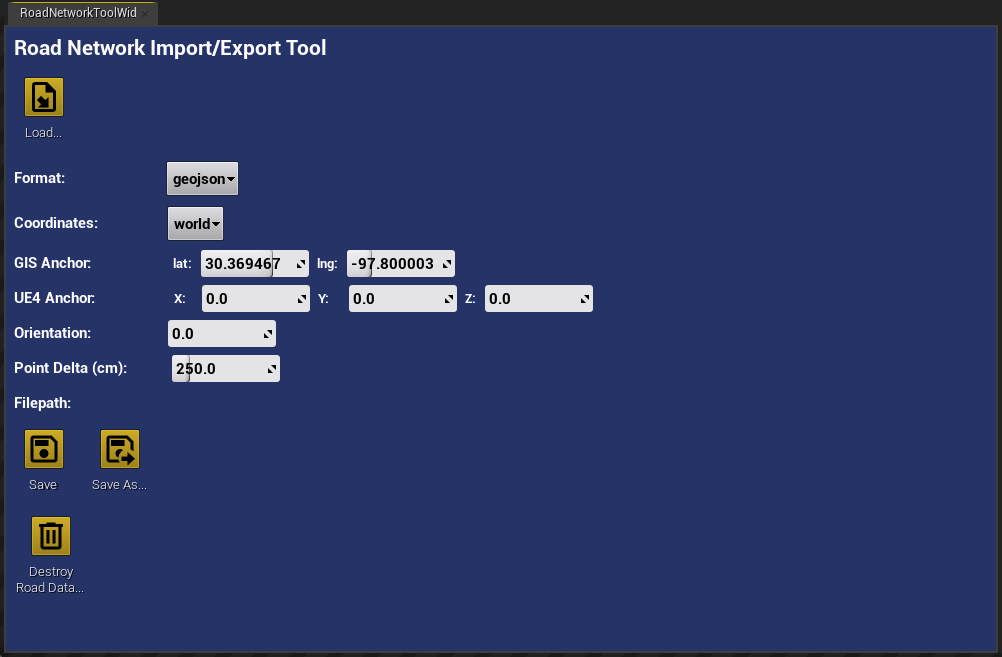 RoadNetworkToolWid
Road Network Import/Export Tool
Load...
Format: geojson
Coordinates: world
GIS Anchor: lat: 30.369467 lng: -97.800003
UE4 Anchor: X: 0.0 Y: 0.0 Z: 0.0
Orientation: 0.0
Point Delta (cm): 250.0
Filepath:
Save Save As...
Destroy
Road Data...